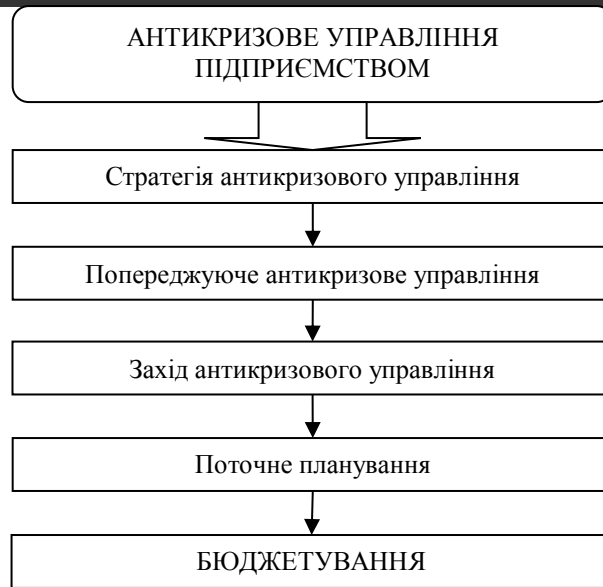 АНТИКРИЗОВЕ УПРАВЛІННЯ
ПІДПРИЄМСТВОМ
Стратегія антикризового управління
Попереджуюче антикризове управління
Захід антикризового управління
Поточне планування
БЮДЖЕТУВАННЯ